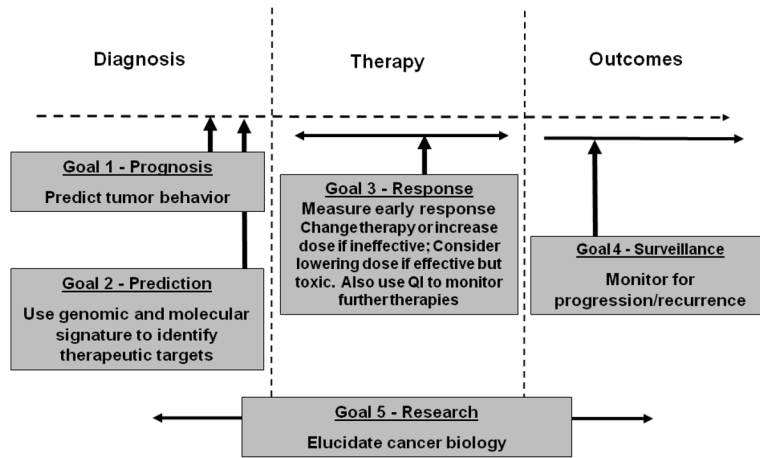 Diagnosis
Therapy
Outcomes
Goal 1 - Prognosis
Predict tumor behavior
Goal 2 - Prediction
Use genomic and molecular
signature to identify
therapeutic targets
Goal 3 - Response
Measure early response
Change therapy or increase
dose if ineffective; Consider
lowering dose if effective but
toxic. Also use QI to monitor
further therapies
Goal 4 - Surveillance
Monitor for
progression/recurrence
Goal 5 - Research
Elucidate cancer biology